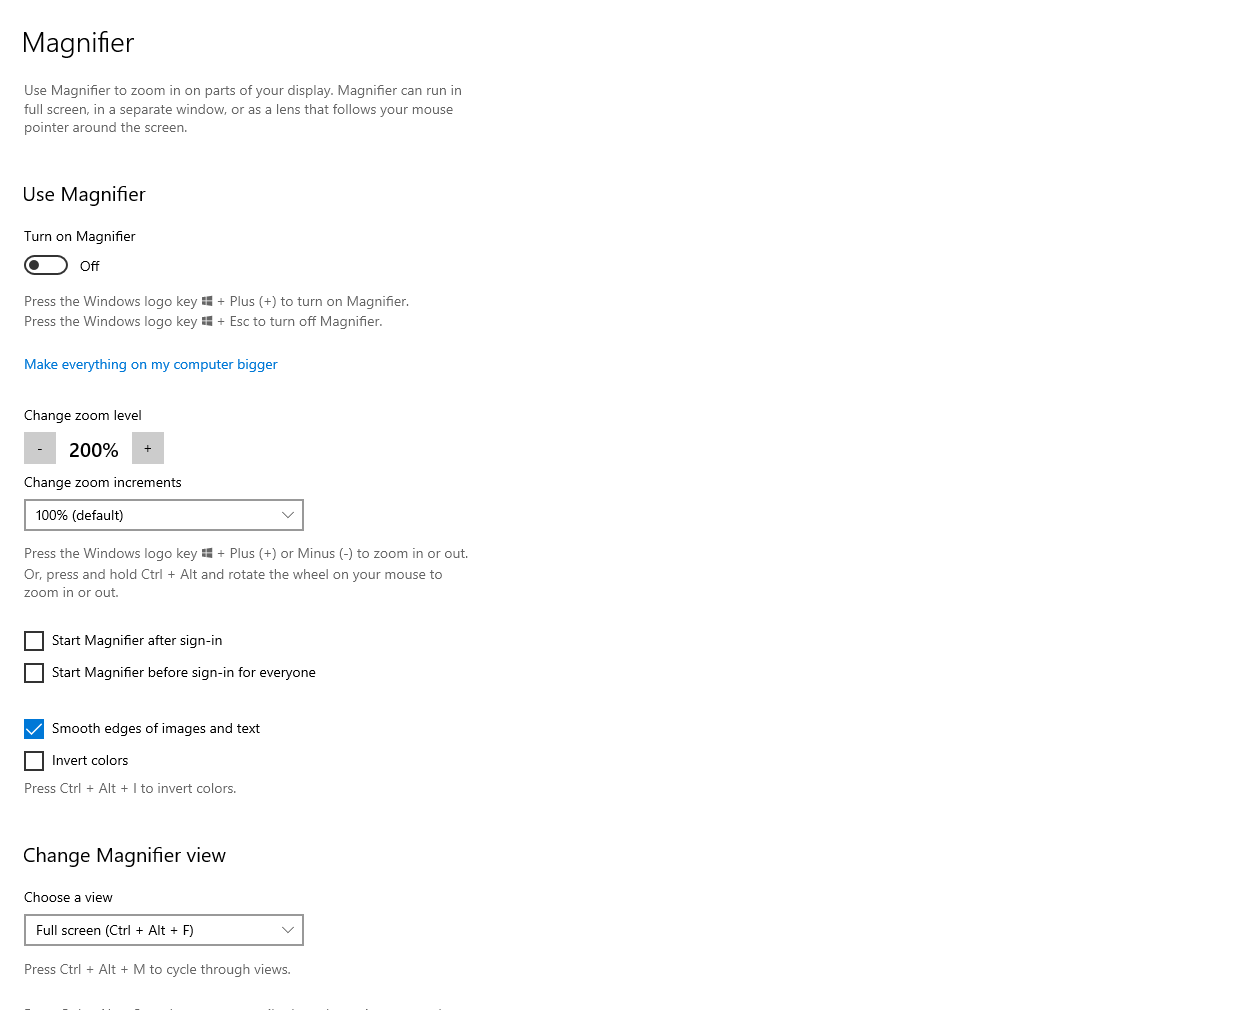 Magnifier
Use Magnifier to zoom in on parts of your display. Magnifier can run in
full screen, in a separate window, or as a lens that follows your mouse
pointer around the screen.
Use Magnifier
Turn on Magnifier
Off
Press the Windows logo key + Plus (+) to turn on Magnifier.
Press the Windows logo key + Esc to turn off Magnifier.
Make everything on my computer bigger
Change zoom level
- 200% +
Change zoom increments
100% (default)
Press the Windows logo key + Plus (+) or Minus (-) to zoom in or out.
Or, press and hold Ctrl + Alt and rotate the wheel on your mouse to
zoom in or out.
Start Magnifier after sign-in
Start Magnifier before sign-in for everyone
Smooth edges of images and text
Invert colors
Press Ctrl + Alt + I to invert colors.
Change Magnifier view
Choose a view
Full screen (Ctrl + Alt + F)
Press Ctrl + Alt + M to cycle through views.